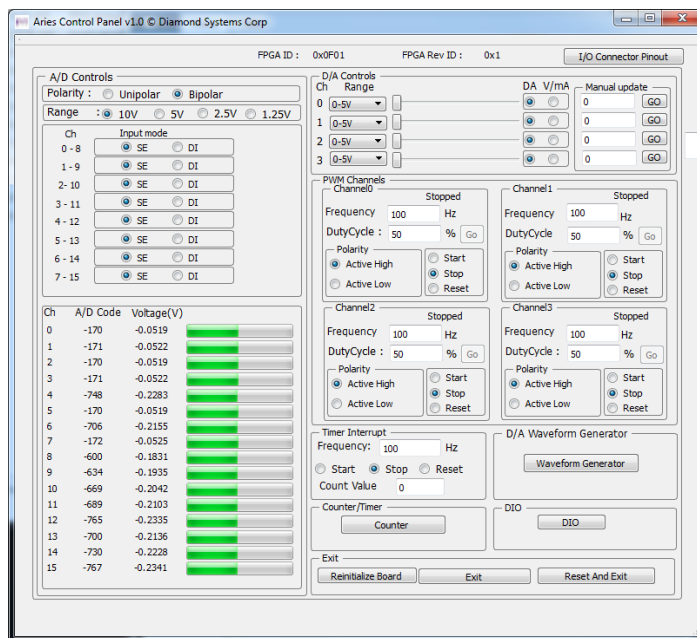 Aries Control Panel v1.0 © Diamond Systems Corp
FPGA ID : 0x0F01 FPGA Rev ID : 0x1 I/O Connector Pinout
A/D Controls
Polarity : Unipolar Bipolar
Range : 10V 5V 2.5V 1.25V
Ch Input mode
0 - 8 SE DI
1 - 9 SE DI
2- 10 SE DI
3 - 11 SE DI
4 - 12 SE DI
5 - 13 SE DI
6 - 14 SE DI
7 - 15 SE DI
Ch A/D Code Voltage(V)
0 -170 -0.0519
1 -171 -0.0522
2 -170 -0.0519
3 -171 -0.0522
4 -748 -0.2283
5 -170 -0.0519
6 -706 -0.2155
7 -172 -0.0525
8 -600 -0.1831
9 -634 -0.1935
10 -669 -0.2042
11 -689 -0.2103
12 -765 -0.2335
13 -700 -0.2136
14 -730 -0.2228
15 -767 -0.2341
D/A Controls
Ch Range DA V/mA Manual update
0 0-5V 0 GO
1 0-5V 0 GO
2 0-5V 0 GO
3 0-5V 0 GO
PWM Channels
Channel0
Stopped
Frequency 100 Hz
DutyCycle : 50 % Go
Polarity
Active High
Active Low
Start
Stop
Reset
Channel1
Stopped
Frequency 100 Hz
DutyCycle 50 % Go
Polarity
Active High
Active Low
Start
Stop
Reset
Channel2
Stopped
Frequency 100 Hz
DutyCycle : 50 % Go
Polarity
Active High
Active Low
Start
Stop
Reset
Channel3
Stopped
Frequency 100 Hz
DutyCycle : 50 % Go
Polarity
Active High
Active Low
Start
Stop
Reset
Timer Interrupt
Frequency: 100 Hz
Start Stop Reset
Count Value 0
D/A Waveform Generator
Waveform Generator
Counter/Timer
Counter
DIO
DIO
Exit
Reinitialize Board Exit Reset And Exit